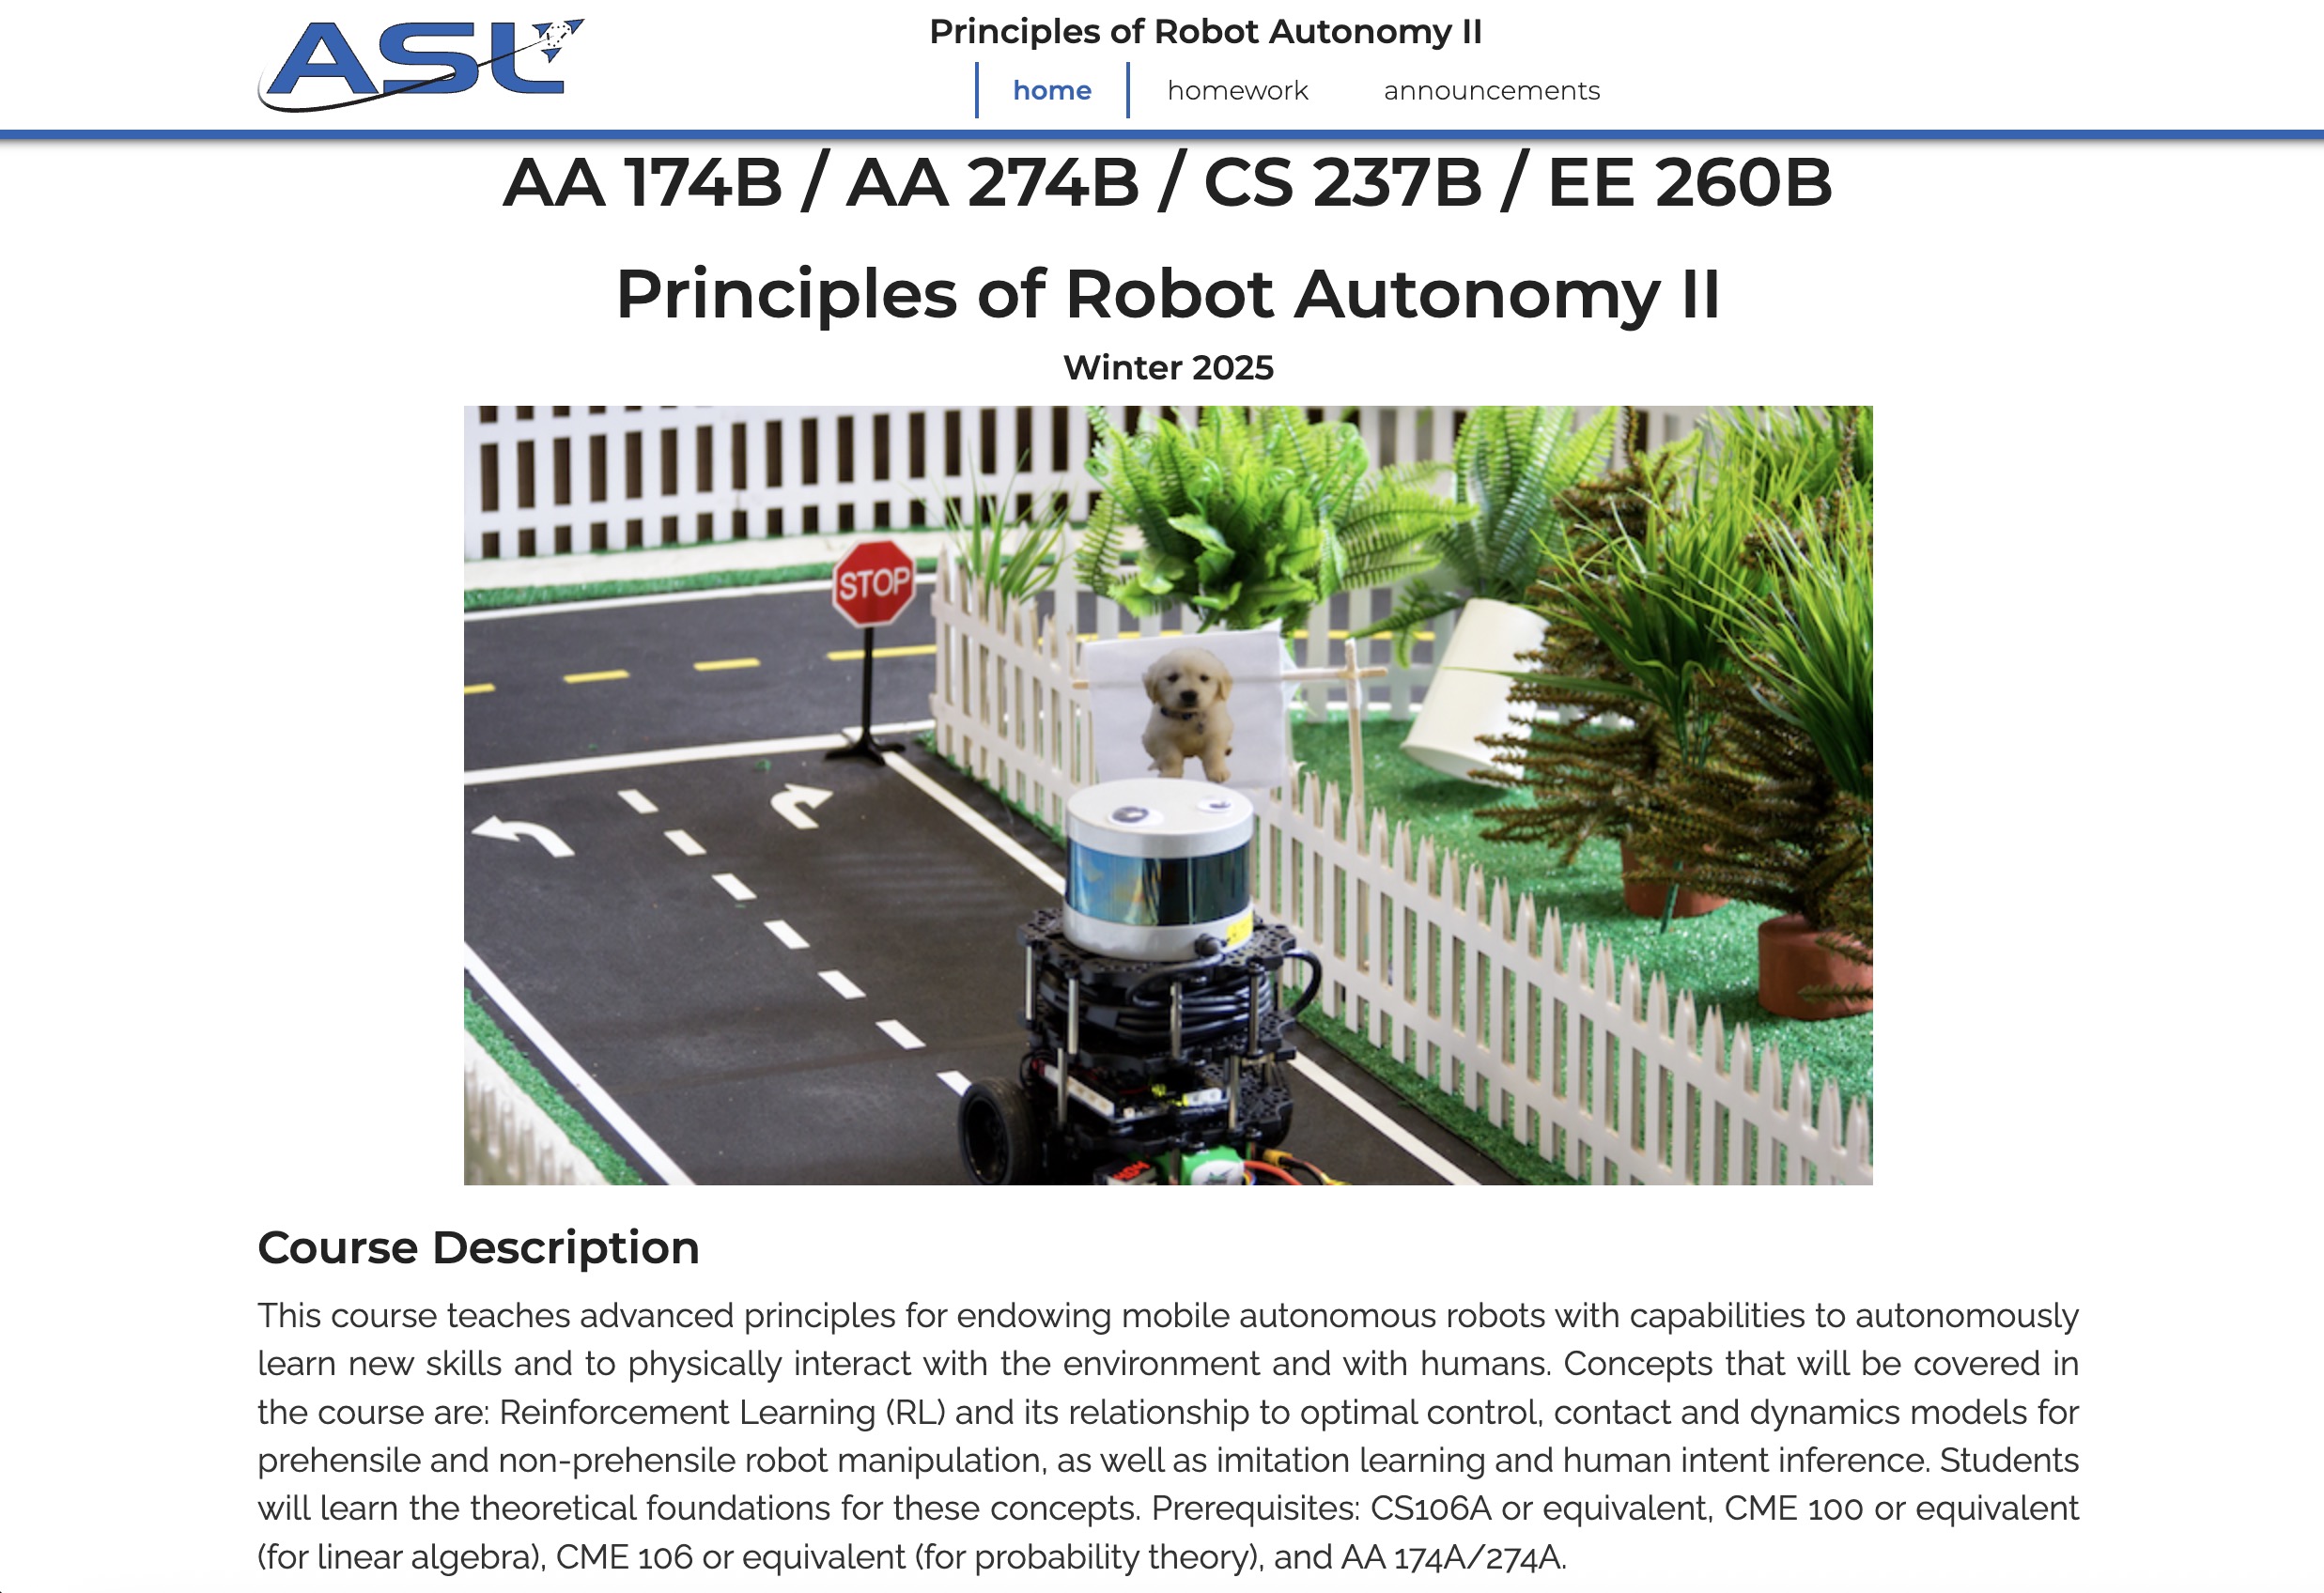 ASL
Principles of Robot Autonomy II
home
homework
announcements
AA 174B / AA 274B / CS 237B / EE 260B
Principles of Robot Autonomy II
Winter 2025
STOP
Course Description
This course teaches advanced principles for endowing mobile autonomous robots with capabilities to autonomously
learn new skills and to physically interact with the environment and with humans. Concepts that will be covered in
the course are: Reinforcement Learning (RL) and its relationship to optimal control, contact and dynamics models for
prehensile and non-prehensile robot manipulation, as well as imitation learning and human intent inference. Students
will learn the theoretical foundations for these concepts. Prerequisites: CS106A or equivalent, CME 100 or equivalent
(for linear algebra), CME 106 or equivalent (for probability theory), and AA 174A/274A.